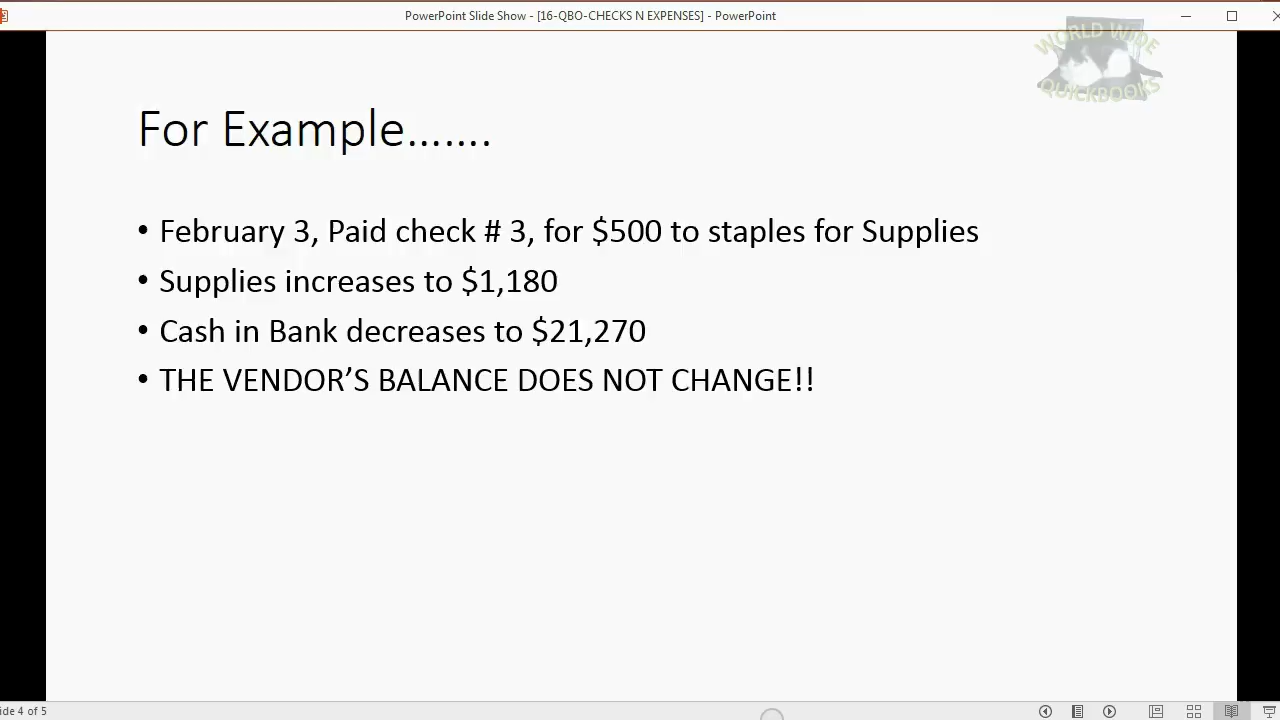 PowerPoint Slide Show - [16-QBO-CHECKS N EXPENSES] - PowerPoint
WORLD WIDE
QUICKBOOKS
For Example…….
• February 3, Paid check # 3, for $500 to staples for Supplies
• Supplies increases to $1,180
• Cash in Bank decreases to $21,270
• THE VENDOR’S BALANCE DOES NOT CHANGE!!
ide 4 of 5